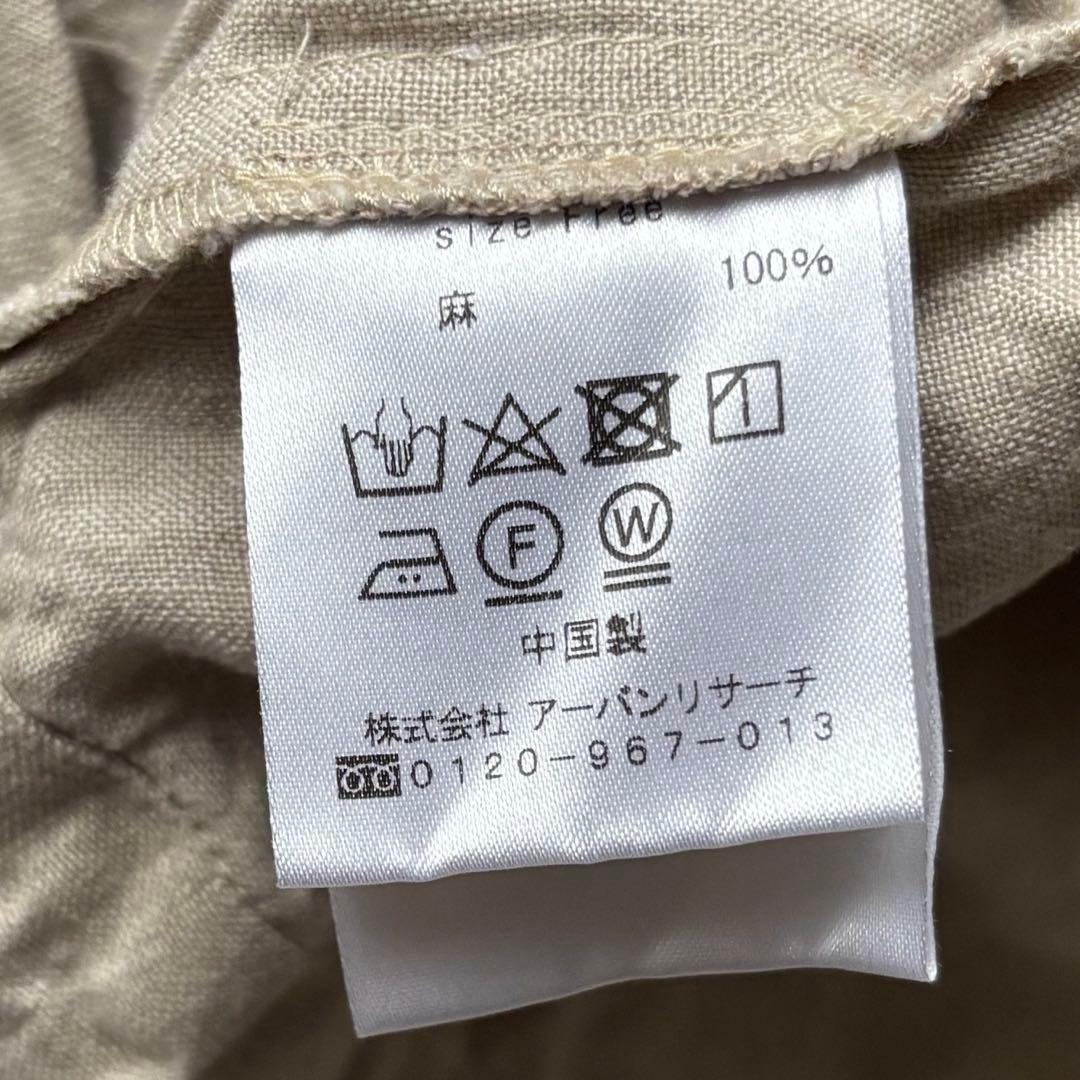 size Free
麻 100%
F W
中国製
株式会社 アーバンリサーチ
0120-967-013